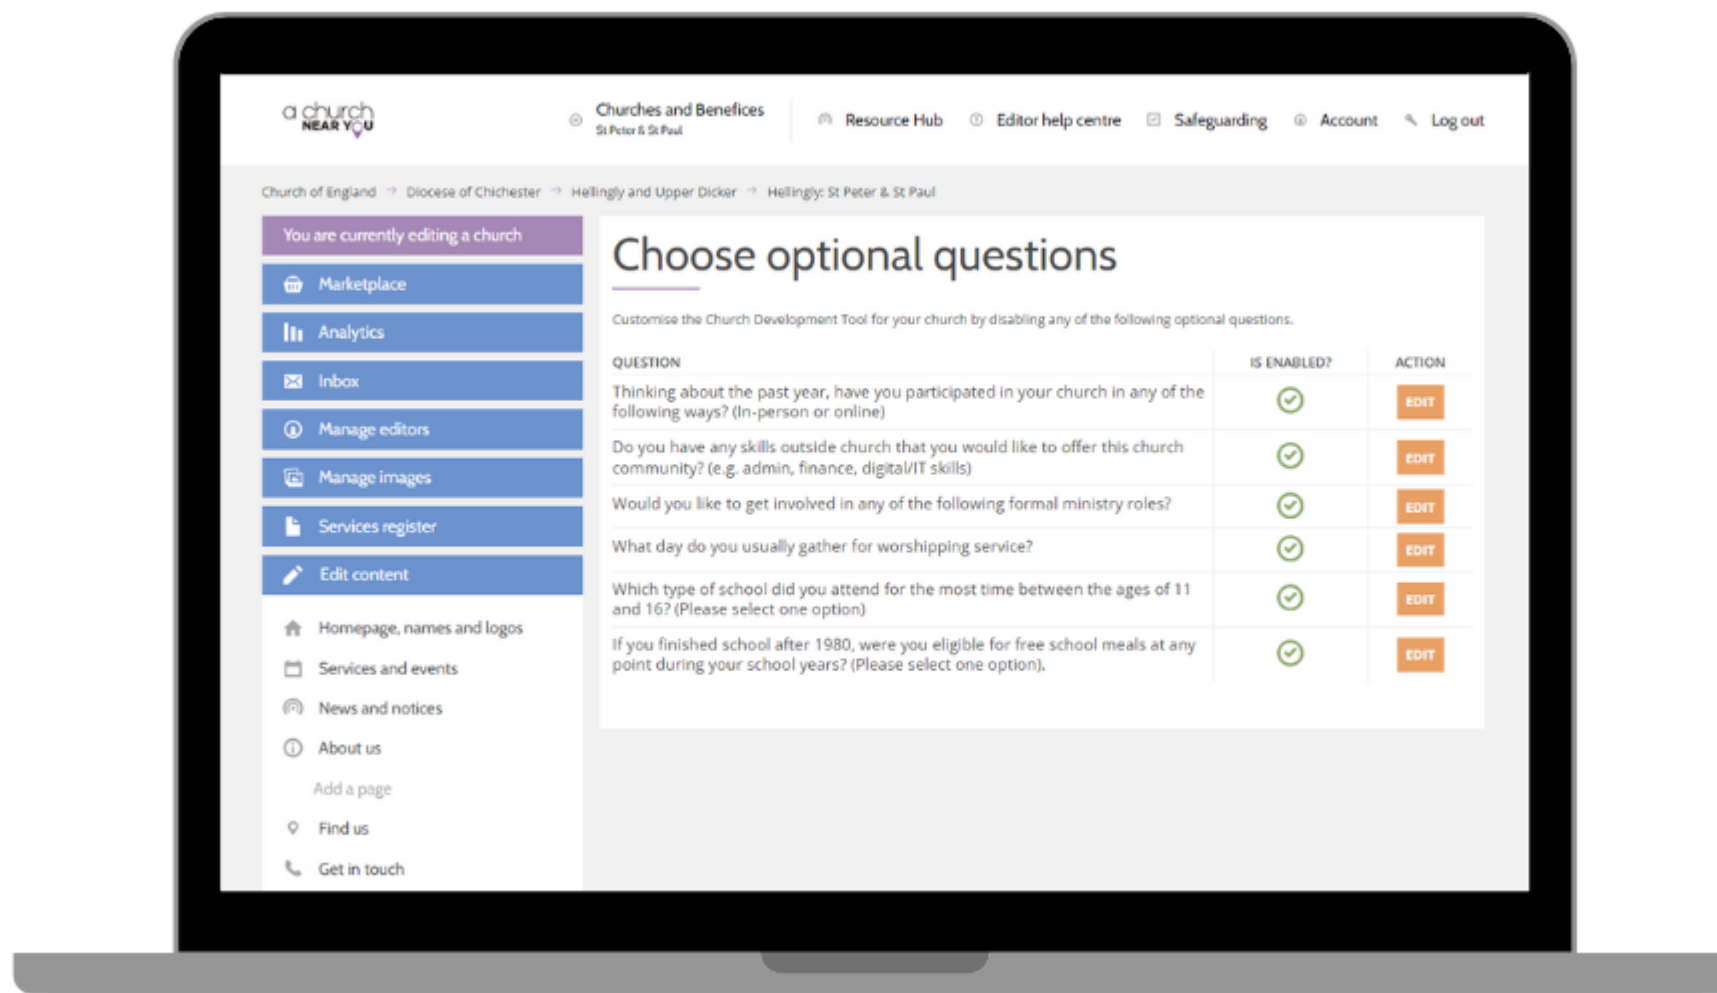 a church
NEAR YOU
Churches and Benefices
St Peter & St Paul
Resource Hub
Editor help centre
Safeguarding
Account
Log out
Church of England → Diocese of Chichester → Hellingly and Upper Dicker → Hellingly: St Peter & St Paul
You are currently editing a church
Marketplace
Analytics
Inbox
Manage editors
Manage images
Services register
Edit content
Homepage, names and logos
Services and events
News and notices
About us
Add a page
Find us
Get in touch
Choose optional questions
Customise the Church Development Tool for your church by disabling any of the following optional questions.
QUESTION IS ENABLED? ACTION
Thinking about the past year, have you participated in your church in any of the
following ways? (In-person or online)
EDIT
Do you have any skills outside church that you would like to offer this church
community? (e.g. admin, finance, digital/IT skills)
EDIT
Would you like to get involved in any of the following formal ministry roles?
EDIT
What day do you usually gather for worshipping service?
EDIT
Which type of school did you attend for the most time between the ages of 11
and 16? (Please select one option)
EDIT
If you finished school after 1980, were you eligible for free school meals at any
point during your school years? (Please select one option).
EDIT